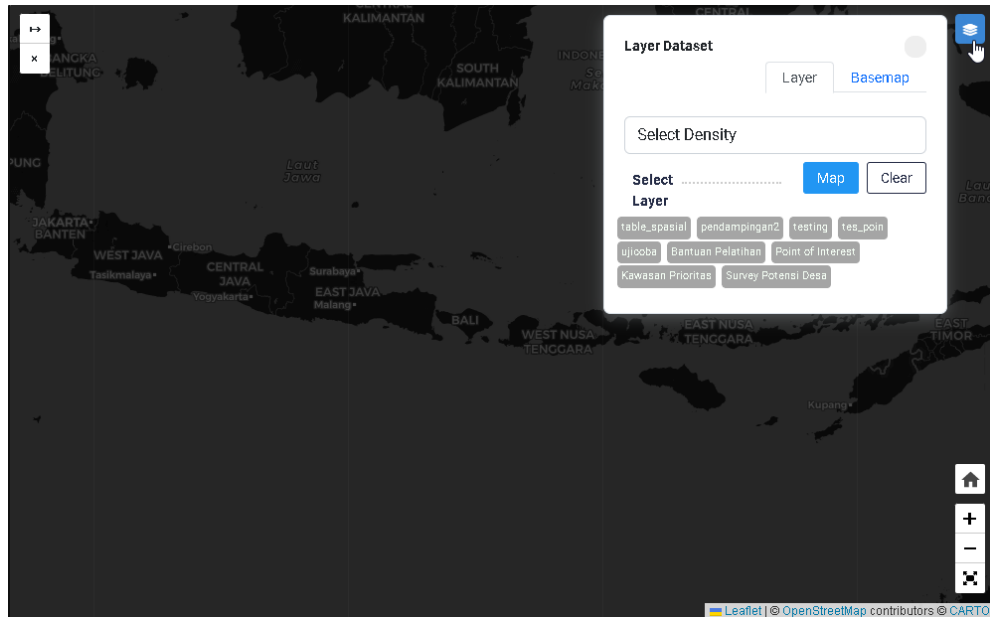 CENTRAL
KALIMANTAN
BANGKA
BELITUNG
SOUTH
KALIMANTAN
Laut
Jawa
PUNG
JAKARTA
BANTEN
WEST JAVA
Cirebon
Tasikmalaya
CENTRAL
JAVA
Yogyakarta
Surabaya
EAST JAVA
Malang
BALI
WEST NUSA
TENGGARA
EAST NUSA
TENGGARA
EAST
TIMOR
Kupang
CENTRAL
Layer Dataset
Layer Basemap
Select Density
Select
Layer
Map Clear
table_spasial pendampingan2 testing tes_poin
ujicoba Bantuan Pelatihan Point of Interest
Kawasan Prioritas Survey Potensi Desa
Laut
+
−
Leaflet | © OpenStreetMap contributors © CARTO